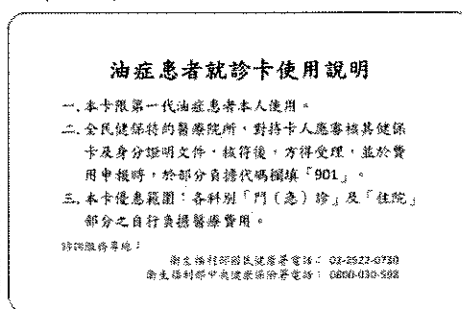 油症患者就診卡使用說明
一、本卡限第一代油症患者本人使用。
二、全民健保特約醫療院所,對持卡人應審核其健保
卡及身分證明文件,核符後,方得受理,並於費
用申報時,於部分負擔代碼欄填「901」。
三、本卡優惠範圍:各科別「門(急)診」及「住院」
部分之自行負擔醫療費用。
諮詢服務專線:
衛生福利部國民健康署電話: 02-2522-0730
衛生福利部中央健康保險署電話: 0800-030-598